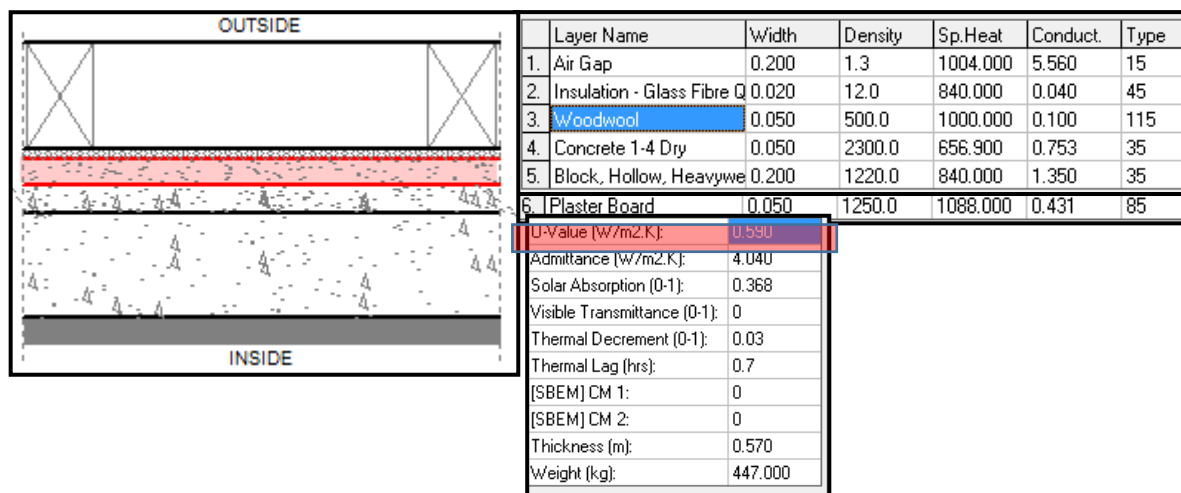 OUTSIDE
INSIDE
Layer Name Width Density Sp.Heat Conduct. Type
1. Air Gap 0.200 1.3 1004.000 5.560 15
2. Insulation - Glass Fibre Q 0.020 12.0 840.000 0.040 45
3. Woodwool 0.050 500.0 1000.000 0.100 115
4. Concrete 1-4 Dry 0.050 2300.0 656.900 0.753 35
5. Block, Hollow, Heavywe 0.200 1220.0 840.000 1.350 35
6. Plaster Board 0.050 1250.0 1088.000 0.431 85
U-Value (W/m2.K): 0.590
Admittance (W/m2.K): 4.040
Solar Absorption (0-1): 0.368
Visible Transmittance (0-1): 0
Thermal Decrement (0-1): 0.03
Thermal Lag (hrs): 0.7
[SBEM] CM 1: 0
[SBEM] CM 2: 0
Thickness (m): 0.570
Weight (kg): 447.000